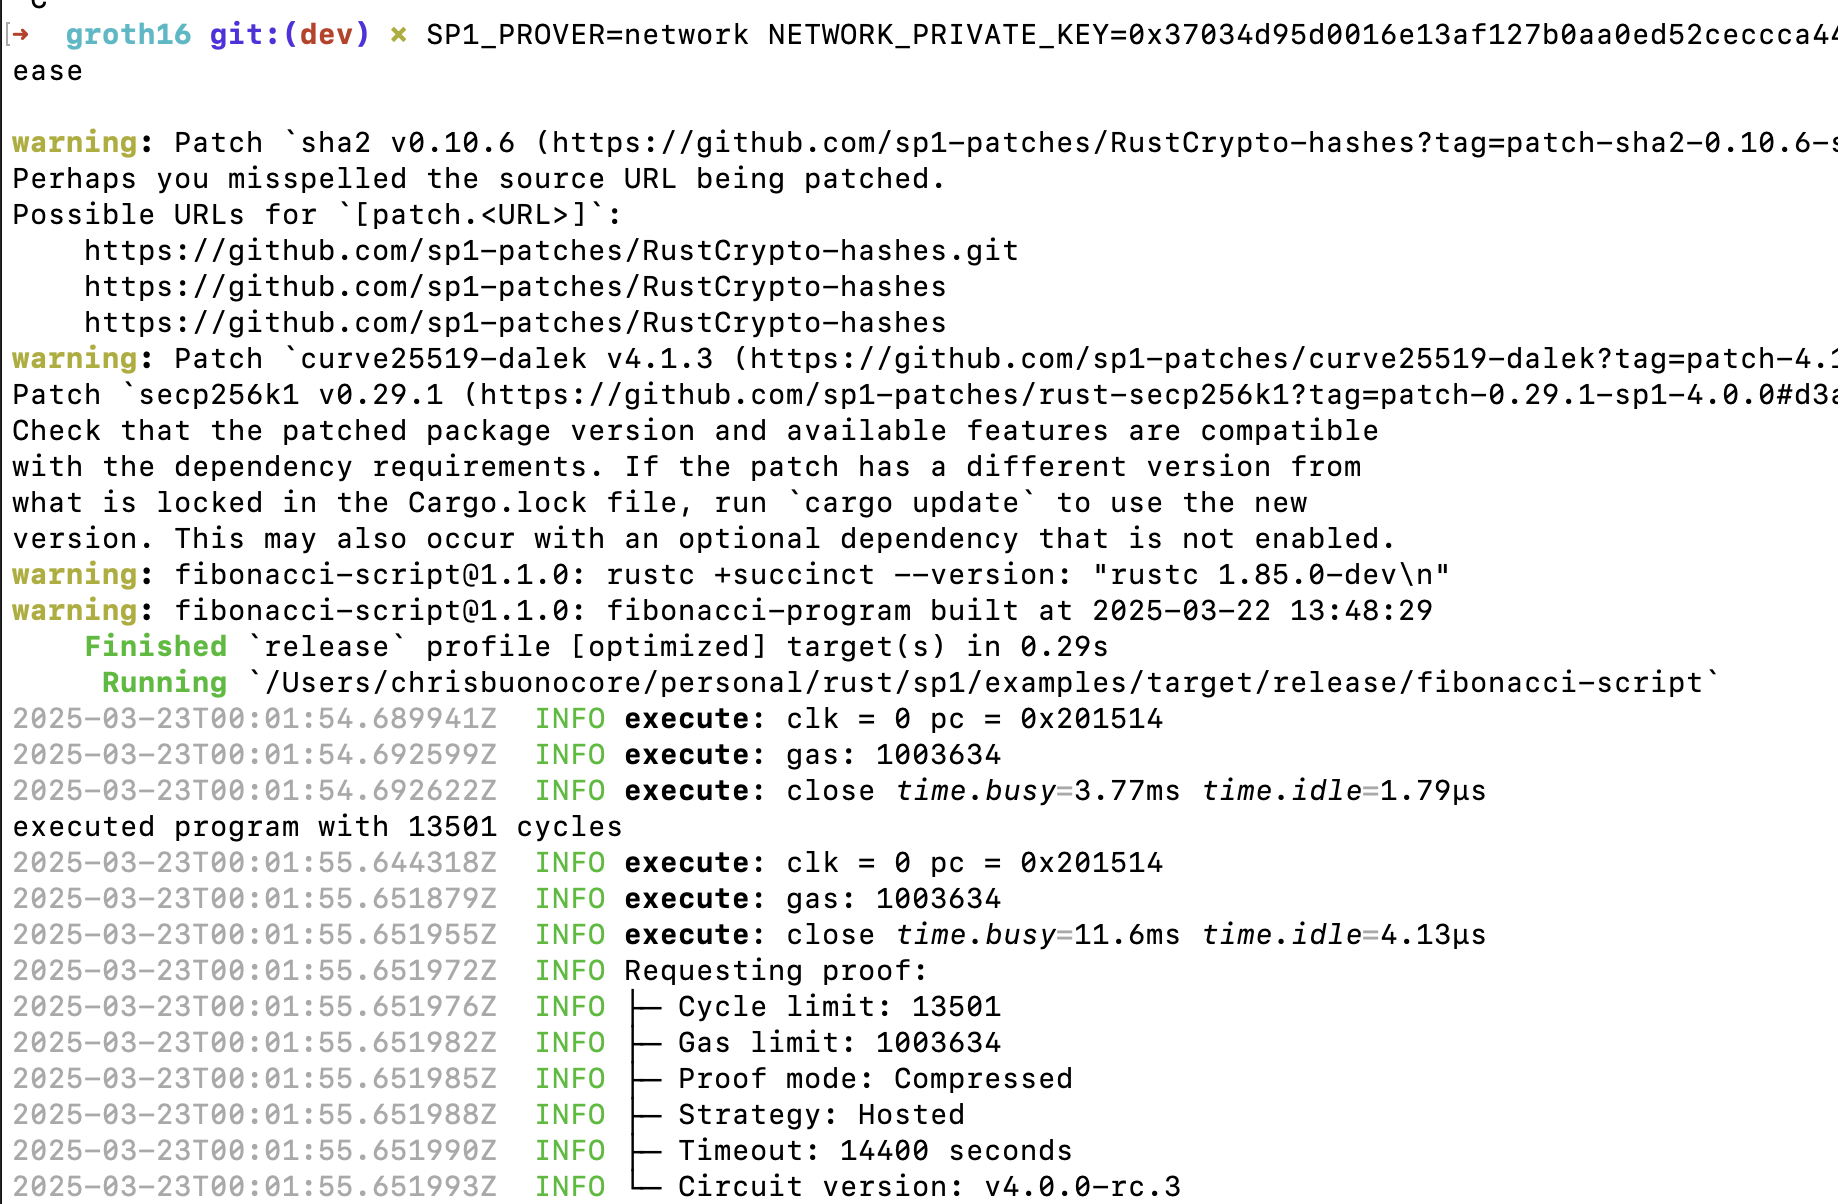 ➜  groth16 git:(dev) × SP1_PROVER=network NETWORK_PRIVATE_KEY=0x37034d95d0016e13af127b0aa0ed52ceccca44
ease
warning: Patch `sha2 v0.10.6 (https://github.com/sp1-patches/RustCrypto-hashes?tag=patch-sha2-0.10.6-s
Perhaps you misspelled the source URL being patched.
Possible URLs for `[patch.<URL>]`:
    https://github.com/sp1-patches/RustCrypto-hashes.git
    https://github.com/sp1-patches/RustCrypto-hashes
    https://github.com/sp1-patches/RustCrypto-hashes
warning: Patch `curve25519-dalek v4.1.3 (https://github.com/sp1-patches/curve25519-dalek?tag=patch-4.1
Patch `secp256k1 v0.29.1 (https://github.com/sp1-patches/rust-secp256k1?tag=patch-0.29.1-sp1-4.0.0#d3a
Check that the patched package version and available features are compatible
with the dependency requirements. If the patch has a different version from
what is locked in the Cargo.lock file, run `cargo update` to use the new
version. This may also occur with an optional dependency that is not enabled.
warning: fibonacci-script@1.1.0: rustc +succinct --version: "rustc 1.85.0-dev\n"
warning: fibonacci-script@1.1.0: fibonacci-program built at 2025-03-22 13:48:29
    Finished `release` profile [optimized] target(s) in 0.29s
     Running `/Users/chrisbuonocore/personal/rust/sp1/examples/target/release/fibonacci-script`
2025-03-23T00:01:54.689941Z  INFO execute: clk = 0 pc = 0x201514
2025-03-23T00:01:54.692599Z  INFO execute: gas: 1003634
2025-03-23T00:01:54.692622Z  INFO execute: close time.busy=3.77ms time.idle=1.79µs
executed program with 13501 cycles
2025-03-23T00:01:55.644318Z  INFO execute: clk = 0 pc = 0x201514
2025-03-23T00:01:55.651879Z  INFO execute: gas: 1003634
2025-03-23T00:01:55.651955Z  INFO execute: close time.busy=11.6ms time.idle=4.13µs
2025-03-23T00:01:55.651972Z  INFO Requesting proof:
2025-03-23T00:01:55.651976Z  INFO ├─ Cycle limit: 13501
2025-03-23T00:01:55.651982Z  INFO ├─ Gas limit: 1003634
2025-03-23T00:01:55.651985Z  INFO ├─ Proof mode: Compressed
2025-03-23T00:01:55.651988Z  INFO ├─ Strategy: Hosted
2025-03-23T00:01:55.651990Z  INFO ├─ Timeout: 14400 seconds
2025-03-23T00:01:55.651993Z  INFO └─ Circuit version: v4.0.0-rc.3